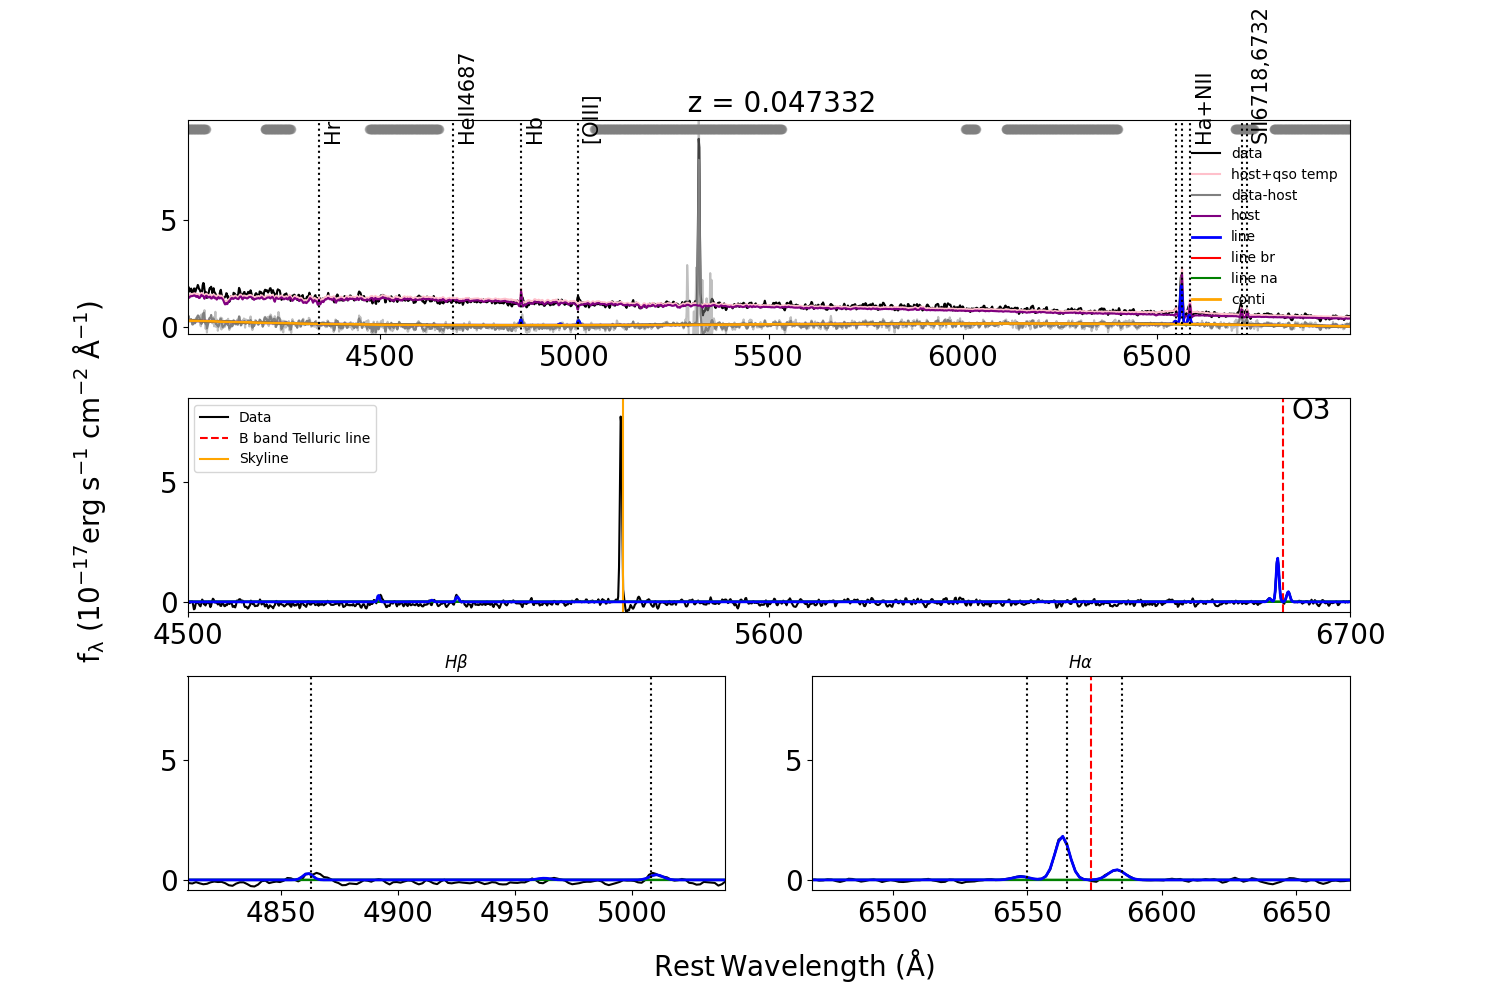 z = 0.047332
Hr
HeII4687
Hb
[OIII]
Ha+NII
SII6718,6732
data
host+qso temp
data-host
host
line
line br
line na
conti
5
0
4500 5000 5500 6000 6500
Data
B band Telluric line
Skyline
O3
5
0
4500 5600 6700
fλ (10⁻¹⁷erg s⁻¹ cm⁻² Å⁻¹)
Hβ
5
0
4850 4900 4950 5000
Hα
5
0
6500 6550 6600 6650
Rest Wavelength (Å)